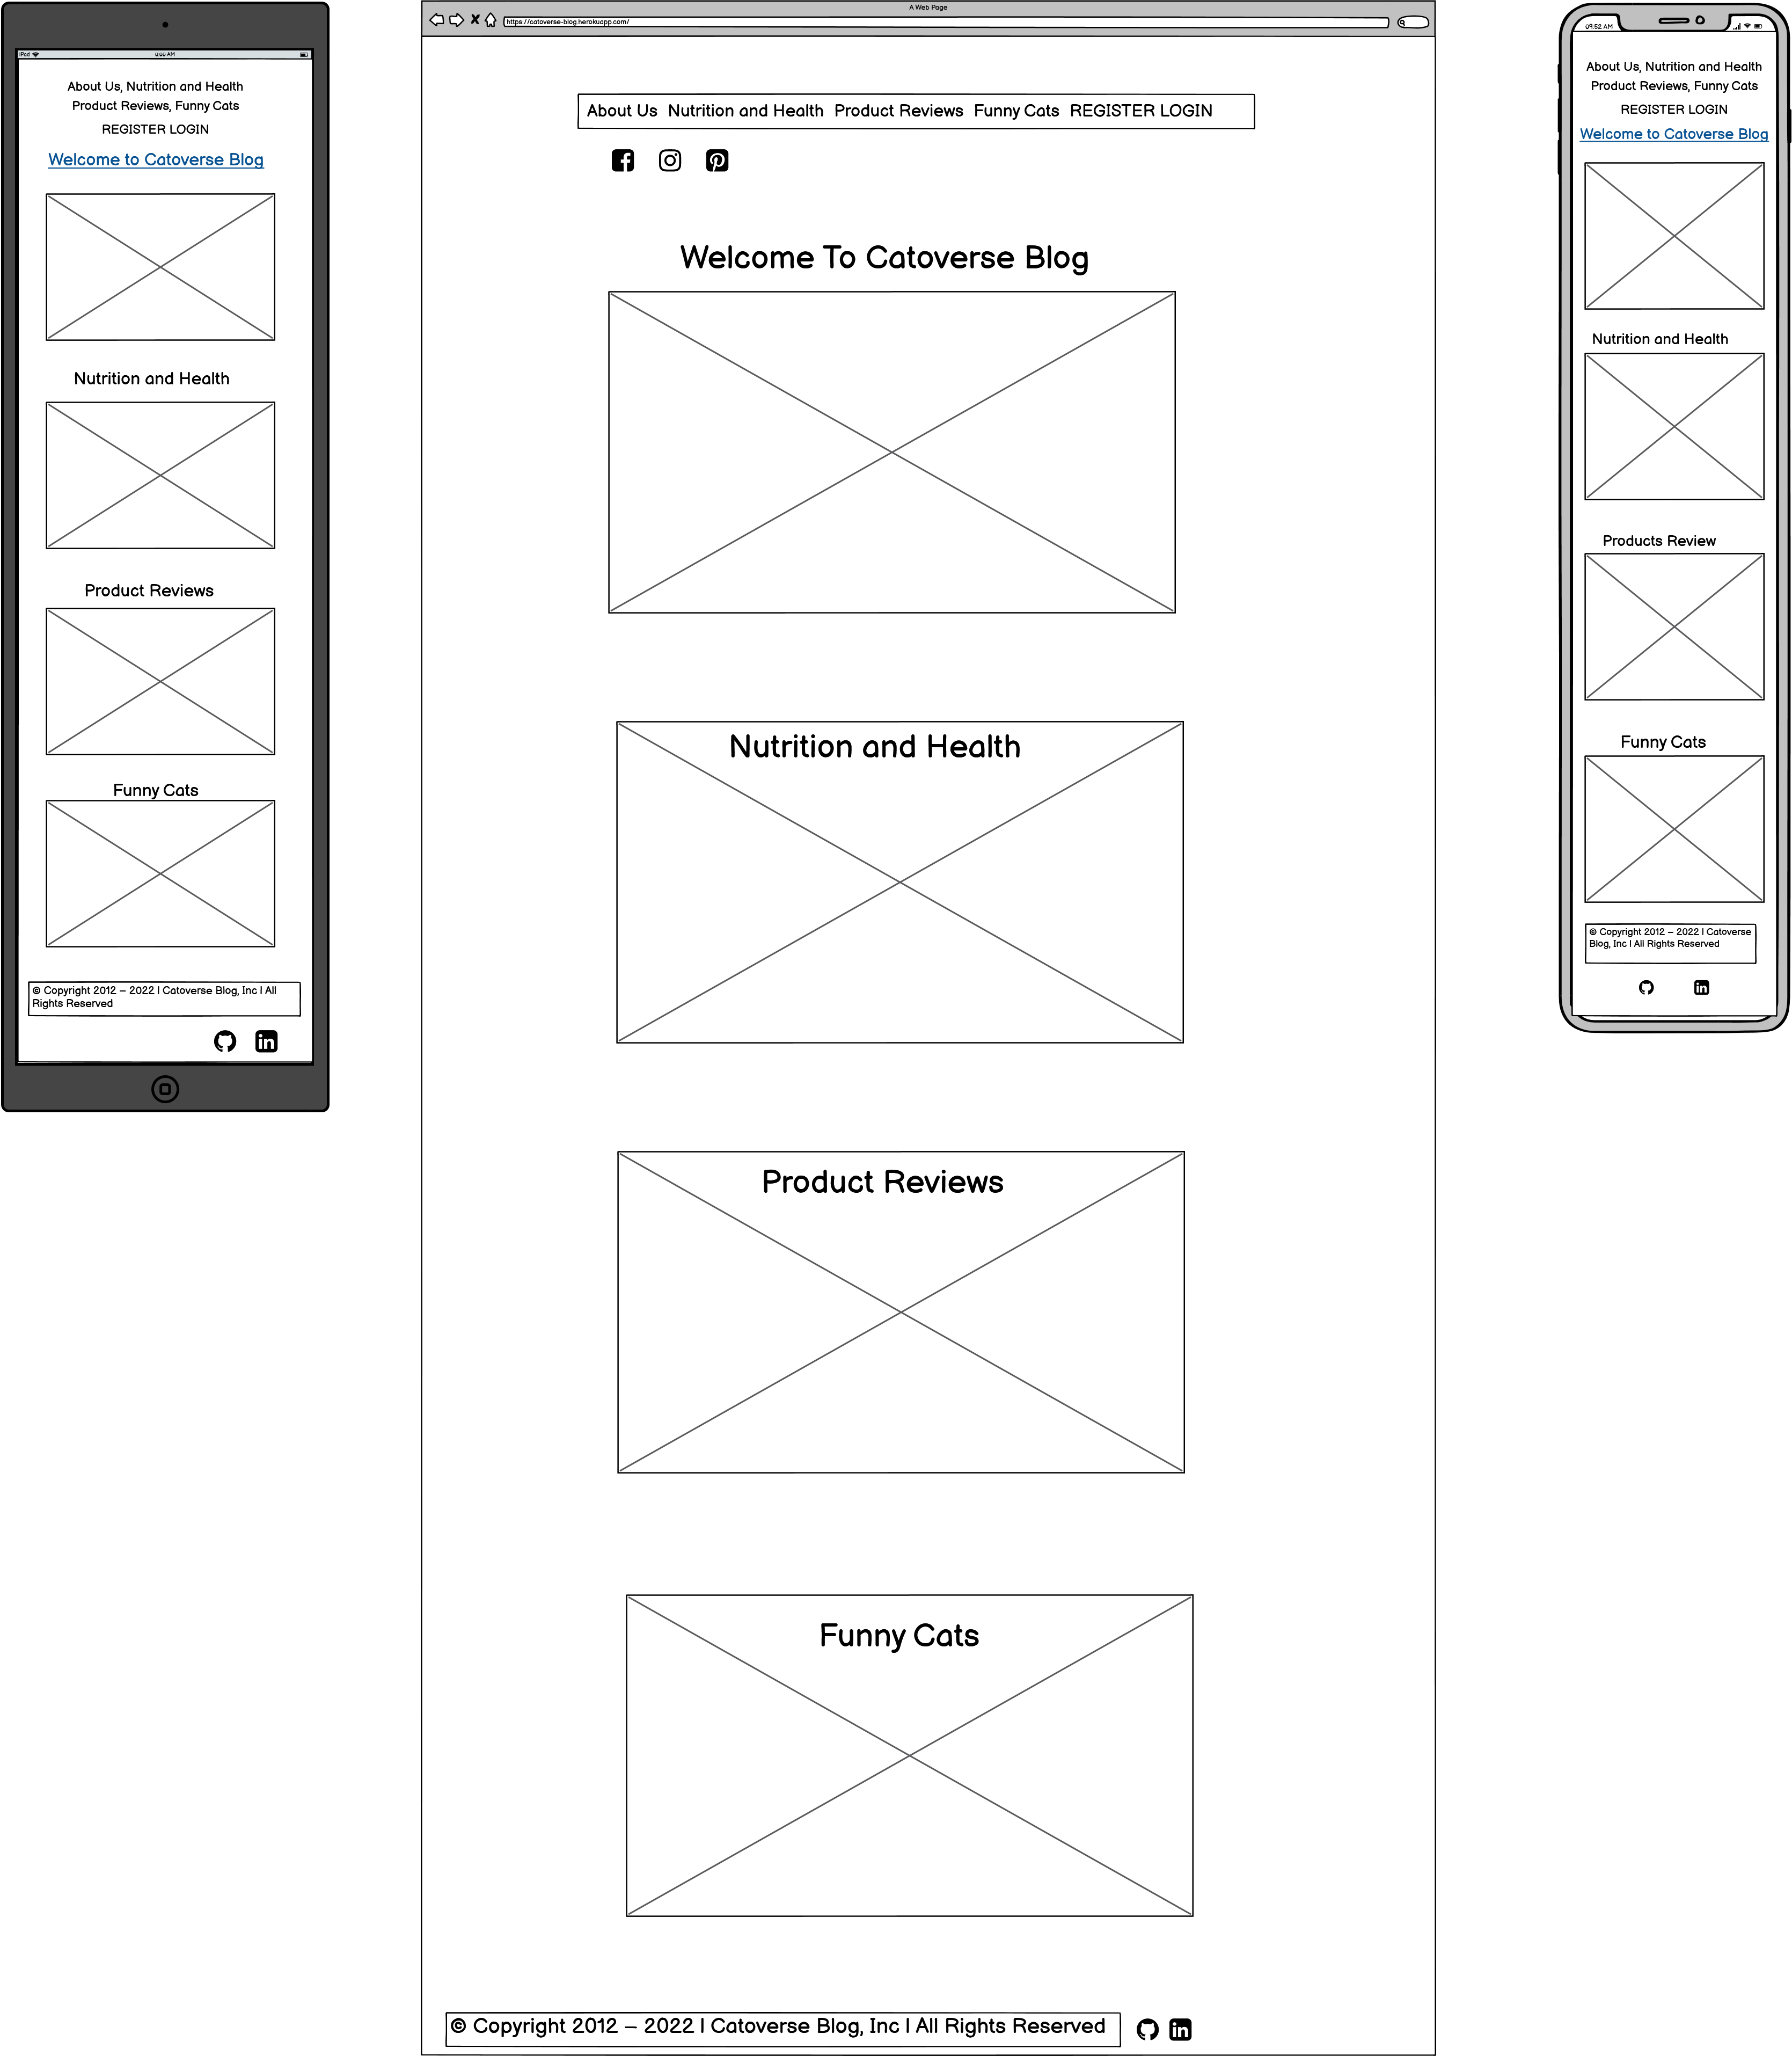 iPad
0:00 AM
About Us, Nutrition and Health
Product Reviews, Funny Cats
REGISTER LOGIN
Welcome to Catoverse Blog
Nutrition and Health
Product Reviews
Funny Cats
© Copyright 2012 – 2022 | Catoverse Blog, Inc | All
Rights Reserved
A Web Page
https://catoverse-blog.herokuapp.com/
About Us Nutrition and Health Product Reviews Funny Cats REGISTER LOGIN
Welcome To Catoverse Blog
Nutrition and Health
Product Reviews
Funny Cats
© Copyright 2012 – 2022 | Catoverse Blog, Inc | All Rights Reserved
09:52 AM
About Us, Nutrition and Health
Product Reviews, Funny Cats
REGISTER LOGIN
Welcome to Catoverse Blog
Nutrition and Health
Products Review
Funny Cats
© Copyright 2012 – 2022 | Catoverse
Blog, Inc | All Rights Reserved